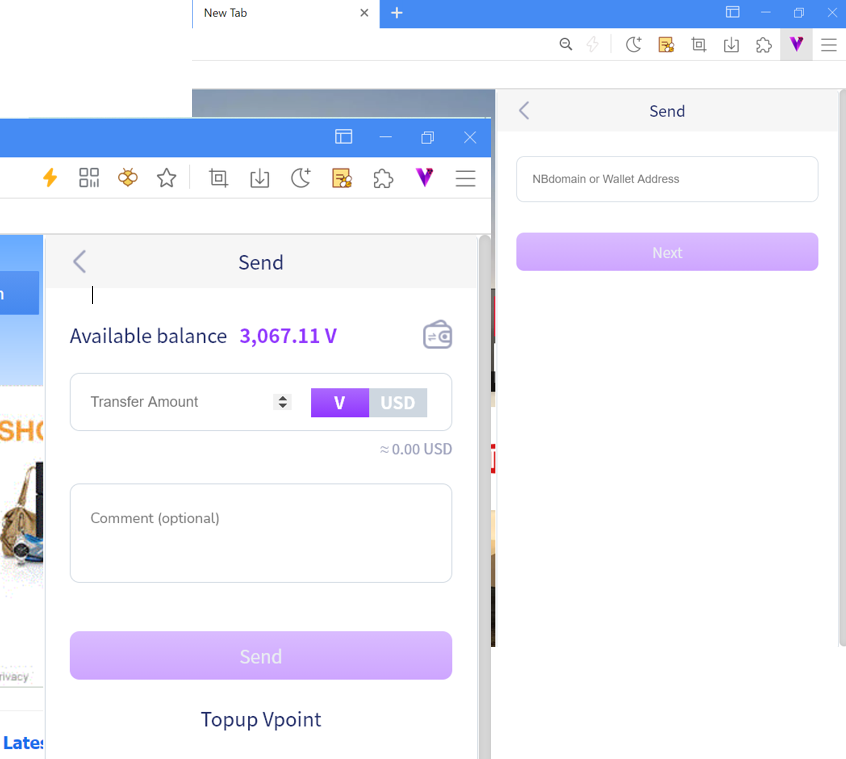 New Tab
Send
NBdomain or Wallet Address
Next
Send
Available balance 3,067.11 V
Transfer Amount
V
USD
≈ 0.00 USD
Comment (optional)
Send
Topup Vpoint
SHO
rivacy
Lates